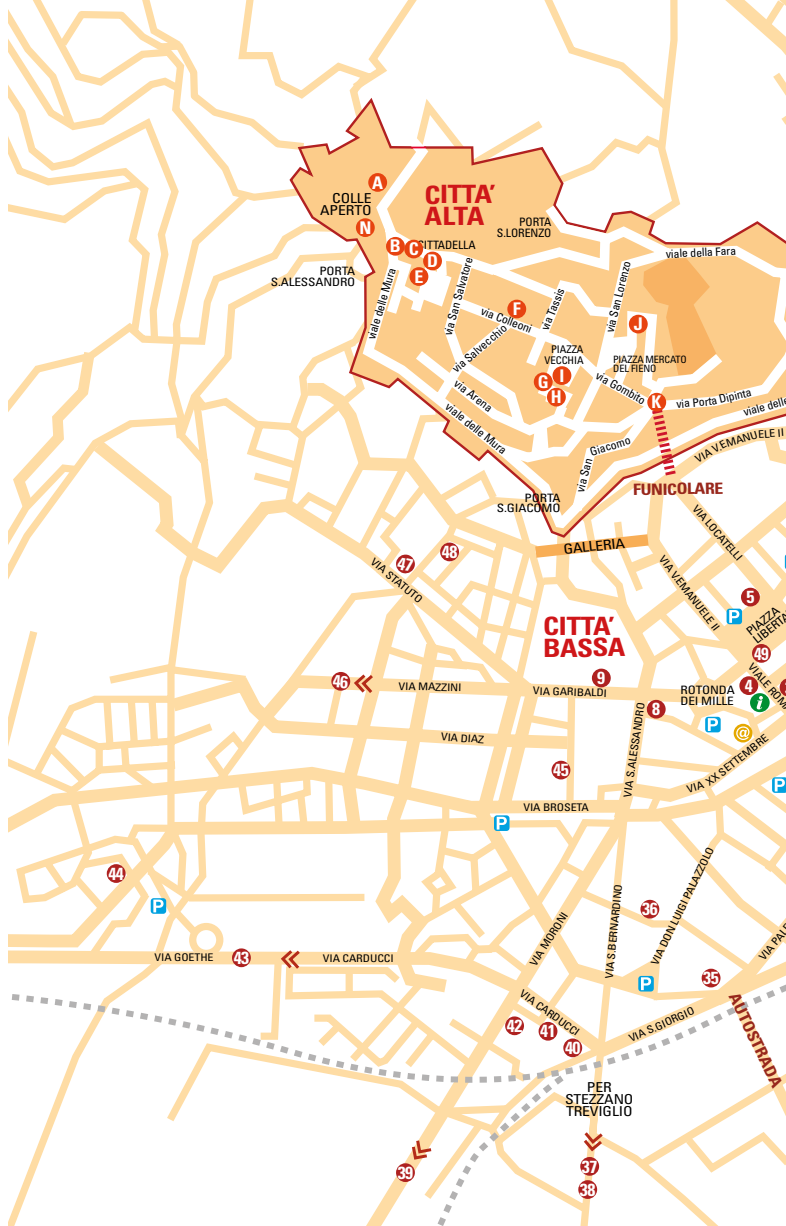 A
COLLE
APERTO
CITTA'
ALTA
N
PORTA
S.LORENZO
B
C
CITTADELLA
D
E
PORTA
S.ALESSANDRO
viale delle Mura
via San Salvatore
viale della Fara
via San Lorenzo
F
via Tassis
via Colleoni
J
via Salvecchio
PIAZZA
VECCHIA
PIAZZA MERCATO
DEL FIENO
I
G
H
via Gombito
K
via Porta Dipinta
via Arena
viale delle Mura
viale delle
via San Giacomo
VIA V.EMANUELE II
FUNICOLARE
PORTA
S.GIACOMO
GALLERIA
VIA LOCATELLI
VIA V.EMANUELE II
47
48
VIA STATUTO
5
P
PIAZZA
LIBERTA
CITTA'
BASSA
49
9
46
VIA MAZZINI
VIA GARIBALDI
ROTONDA
DEI MILLE
4
i
VIALE ROMA
8
P
@
VIA DIAZ
VIA S.ALESSANDRO
VIA XX SETTEMBRE
45
P
VIA BROSETA
P
44
P
36
VIA DON LUIGI PALAZZOLO
VIA S.BERNARDINO
VIA MORONI
VIA GOETHE
43
VIA CARDUCCI
VIA PALE
P
35
VIA CARDUCCI
42
41
40
VIA S.GIORGIO
AUTOSTRADA
PER
STEZZANO
TREVIGLIO
39
37
38